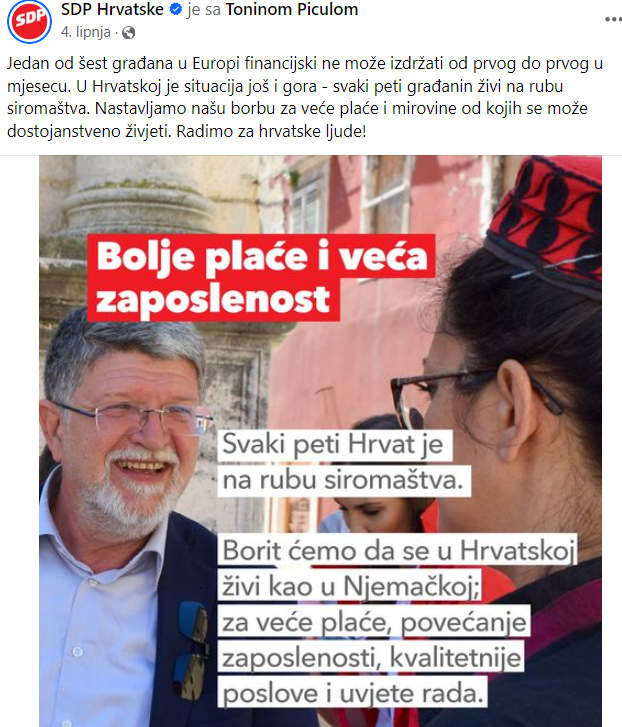 SDP
SDP Hrvatske je sa Toninom Piculom
4. lipnja ·
Jedan od šest građana u Europi financijski ne može izdržati od prvog do prvog u
mjesecu. U Hrvatskoj je situacija još i gora - svaki peti građanin živi na rubu
siromaštva. Nastavljamo našu borbu za veće plaće i mirovine od kojih se može
dostojanstveno živjeti. Radimo za hrvatske ljude!
Bolje plaće i veća
zaposlenost
Svaki peti Hrvat je
na rubu siromaštva.
Borit ćemo da se u Hrvatskoj
živi kao u Njemačkoj;
za veće plaće, povećanje
zaposlenosti, kvalitetnije
poslove i uvjete rada.